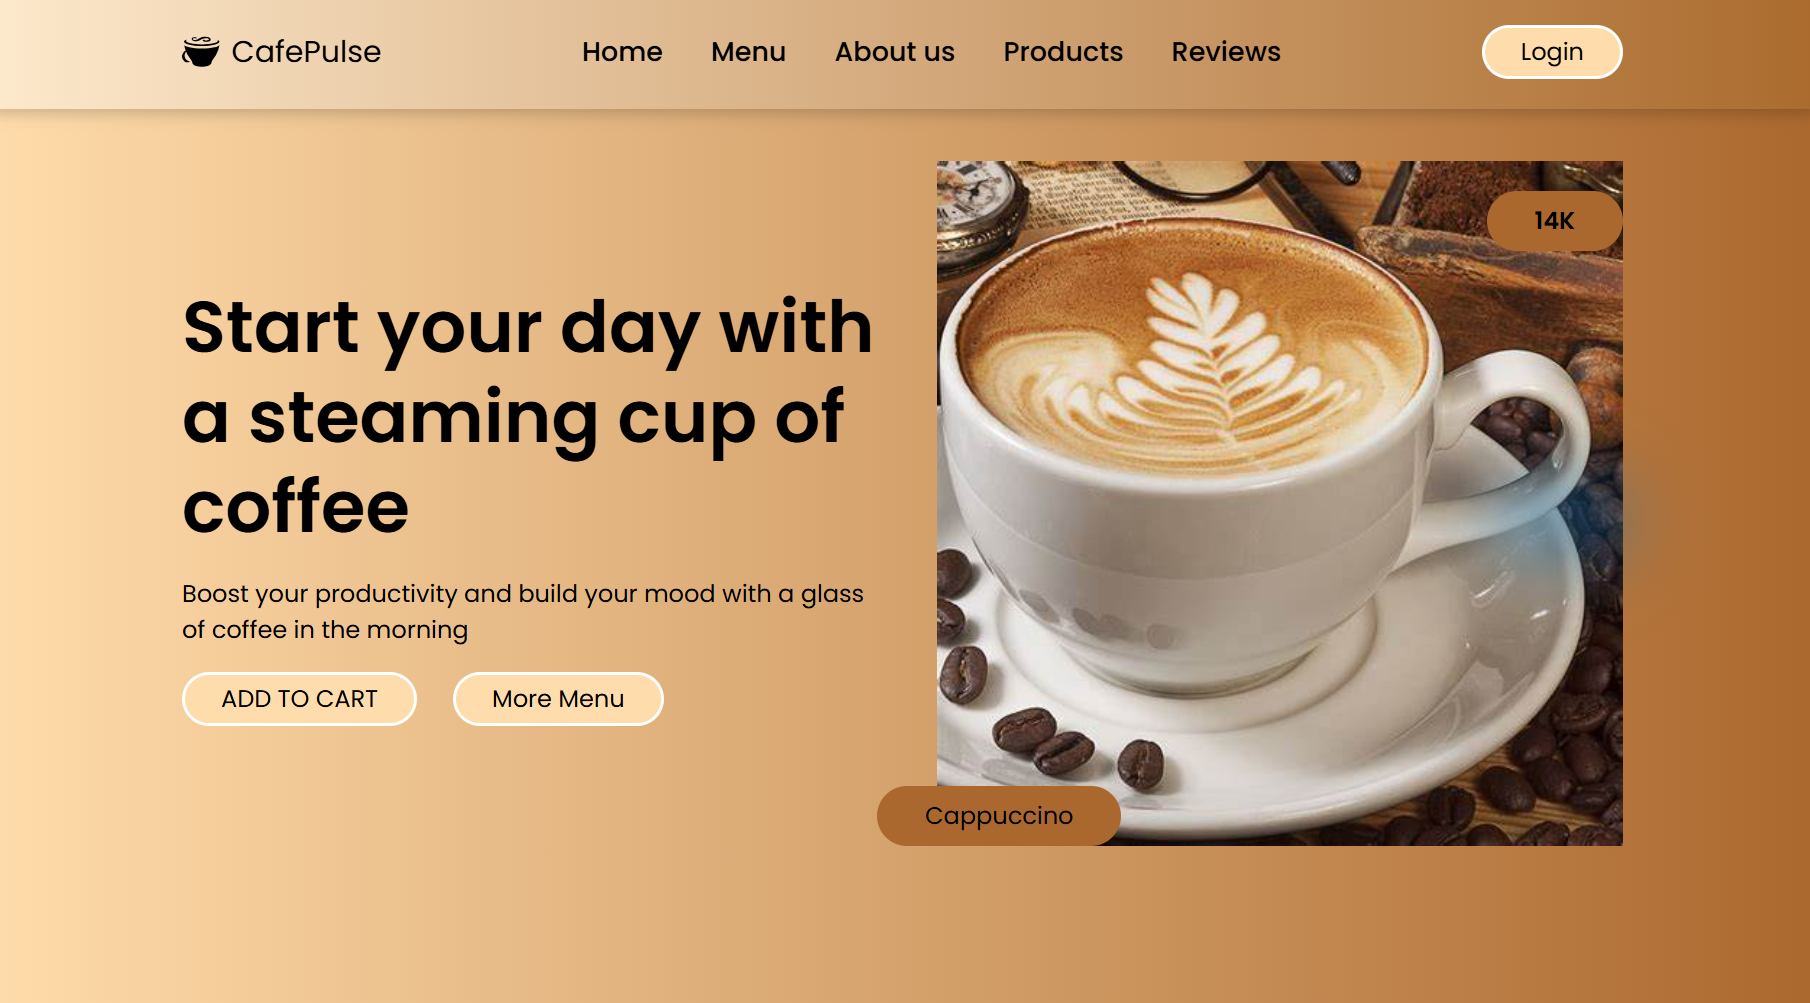 CafePulse
Home
Menu
About us
Products
Reviews
Login
14K
Start your day with
a steaming cup of
coffee
Boost your productivity and build your mood with a glass
of coffee in the morning
ADD TO CART
More Menu
Cappuccino